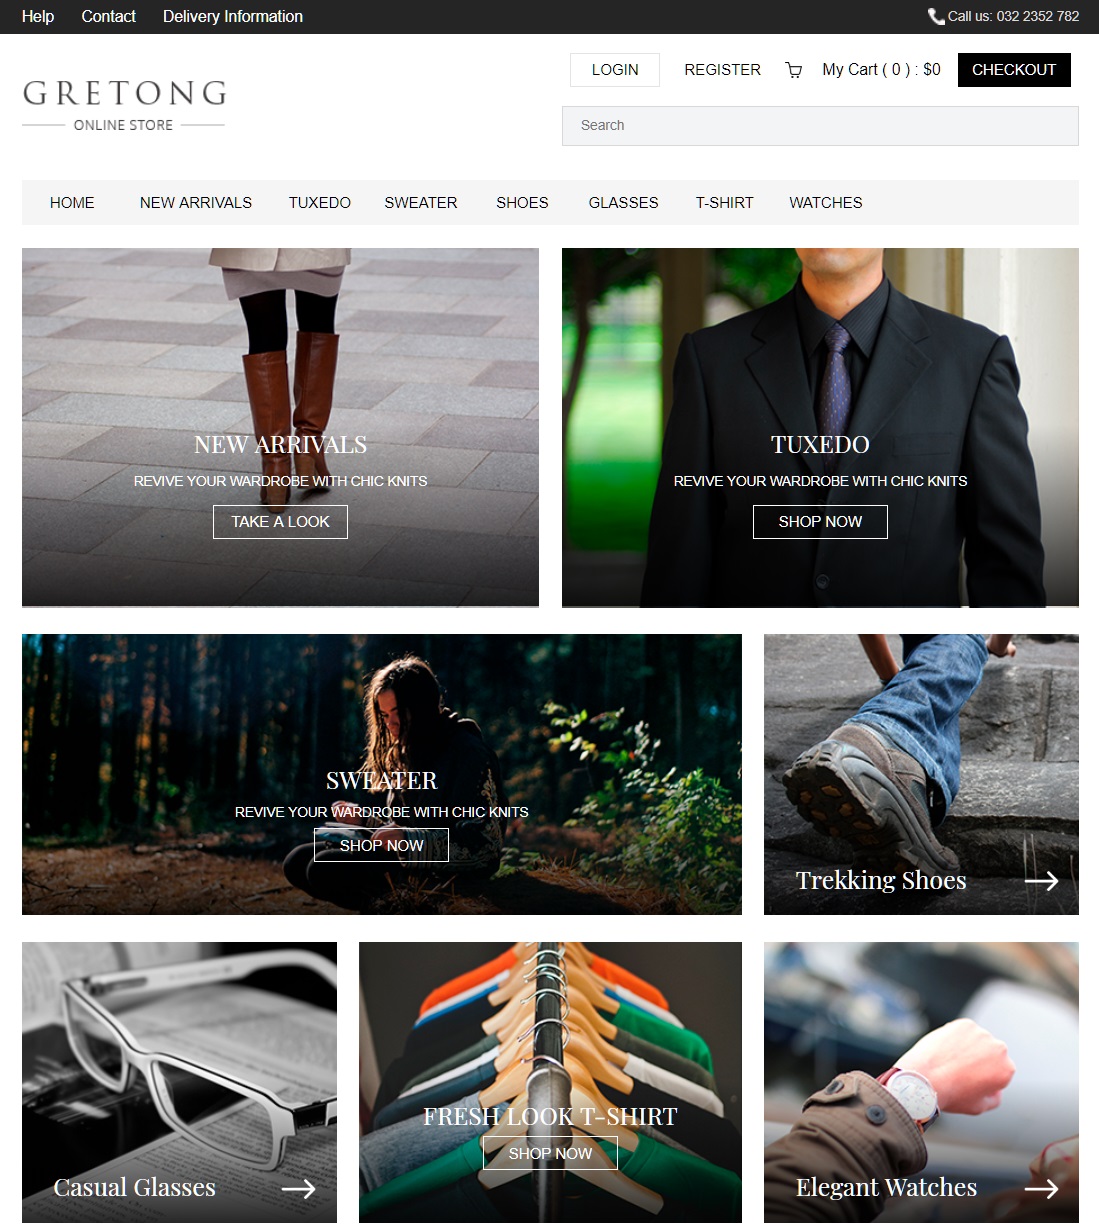 Help Contact Delivery Information Call us: 032 2352 782
LOGIN REGISTER My Cart ( 0 ) : $0 CHECKOUT
GRETONG
ONLINE STORE
Search
HOME NEW ARRIVALS TUXEDO SWEATER SHOES GLASSES T-SHIRT WATCHES
NEW ARRIVALS
REVIVE YOUR WARDROBE WITH CHIC KNITS
TAKE A LOOK
TUXEDO
REVIVE YOUR WARDROBE WITH CHIC KNITS
SHOP NOW
SWEATER
REVIVE YOUR WARDROBE WITH CHIC KNITS
SHOP NOW
Trekking Shoes
Casual Glasses
FRESH LOOK T-SHIRT
SHOP NOW
Elegant Watches